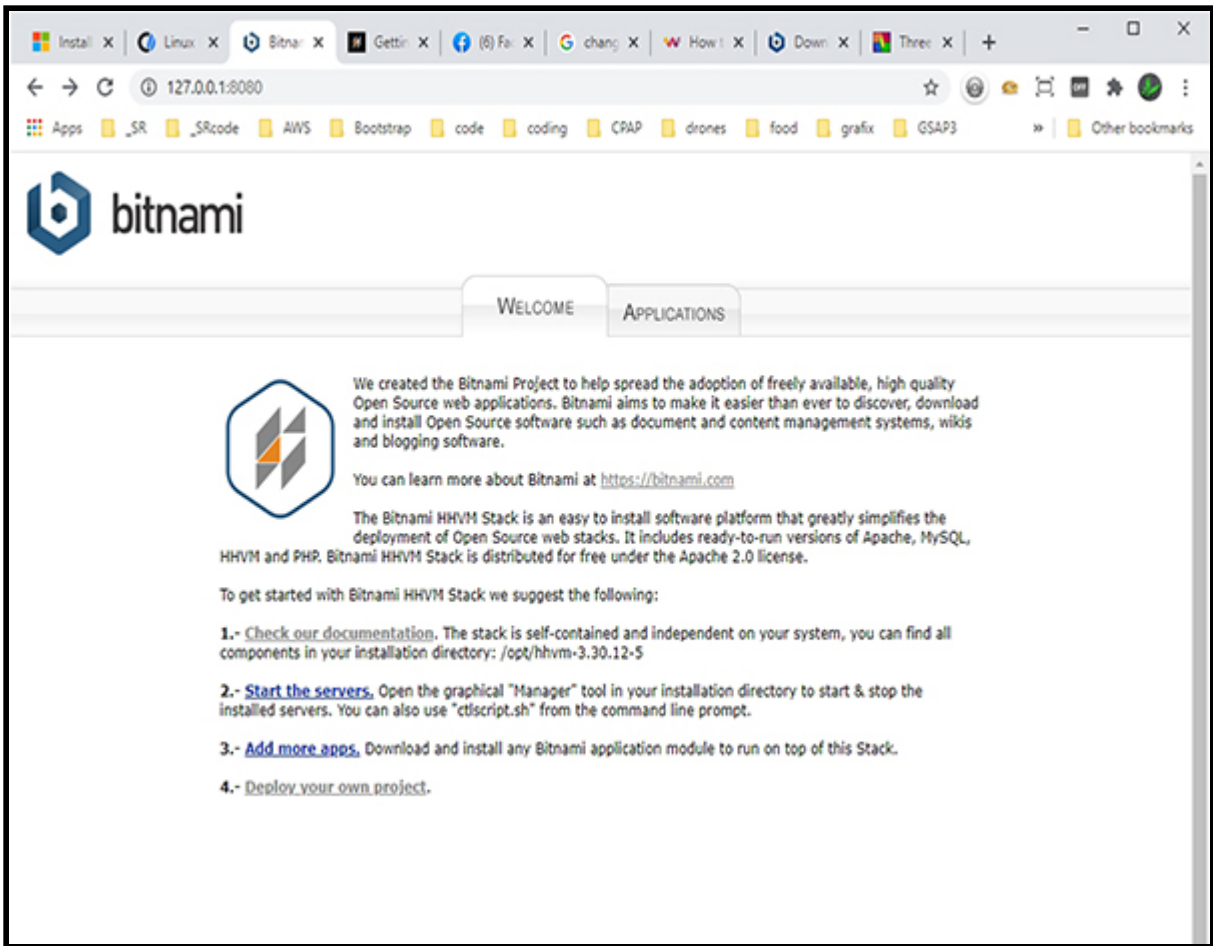 Instal Linux Bitnar Gettin (6) Fac chang How t Down Three
127.0.0.1:8080
Apps _SR _SRcode AWS Bootstrap code coding CPAP drones food grafix GSAP3 » Other bookmarks
bitnami
WELCOME APPLICATIONS
We created the Bitnami Project to help spread the adoption of freely available, high quality
Open Source web applications. Bitnami aims to make it easier than ever to discover, download
and install Open Source software such as document and content management systems, wikis
and blogging software.
You can learn more about Bitnami at https://bitnami.com
The Bitnami HHVM Stack is an easy to install software platform that greatly simplifies the
deployment of Open Source web stacks. It includes ready-to-run versions of Apache, MySQL,
HHVM and PHP. Bitnami HHVM Stack is distributed for free under the Apache 2.0 license.
To get started with Bitnami HHVM Stack we suggest the following:
1.- Check our documentation. The stack is self-contained and independent on your system, you can find all
components in your installation directory: /opt/hhvm-3.30.12-5
2.- Start the servers. Open the graphical "Manager" tool in your installation directory to start & stop the
installed servers. You can also use "ctlscript.sh" from the command line prompt.
3.- Add more apps. Download and install any Bitnami application module to run on top of this Stack.
4.- Deploy your own project.